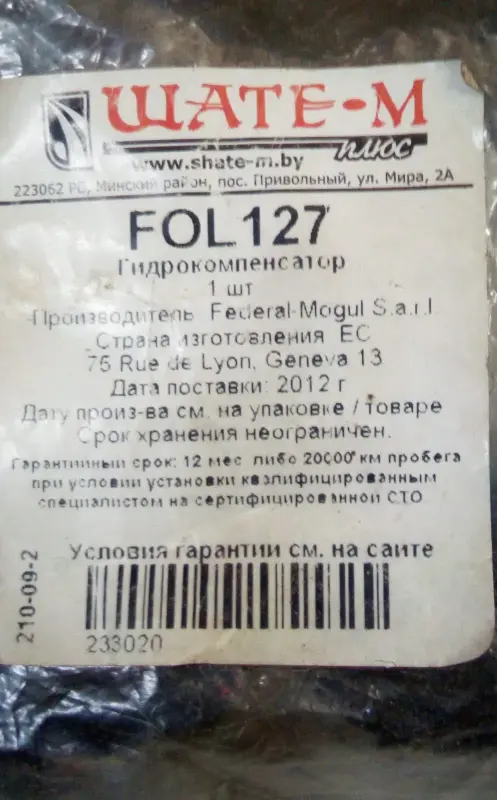 ШАТЕ-М
плюс
www.shate-m.by
223062 РБ, Минский район, пос. Привольный, ул. Мира, 2А
FOL127
Гидрокомпенсатор
1 шт
Производитель Federal-Mogul S.a.r.l
Страна изготовления ЕС
75 Rue de Lyon, Geneva 13
Дата поставки: 2012 г
Дату произ-ва см. на упаковке / товаре
Срок хранения неограничен.
Гарантийный срок: 12 мес. либо 20000 км пробега
при условии установки квалифицированным
специалистом на сертифицированной СТО
Условия гарантии см. на сайте
210-09-2
233020